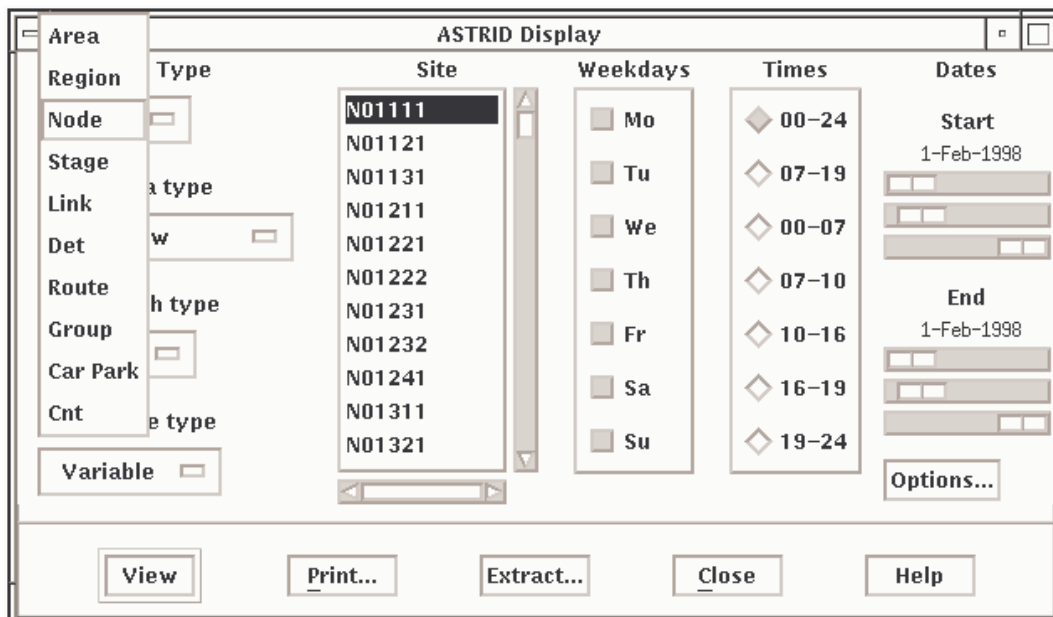 ASTRID Display
Area
Region
Node
Stage
Link
Det
Route
Group
Car Park
Cnt
Type
a type
w
h type
e type
Variable
Site
N01111
N01121
N01131
N01211
N01221
N01222
N01231
N01232
N01241
N01311
N01321
Weekdays
Mo
Tu
We
Th
Fr
Sa
Su
Times
00-24
07-19
00-07
07-10
10-16
16-19
19-24
Dates
Start
1-Feb-1998
End
1-Feb-1998
Options...
View
Print...
Extract...
Close
Help